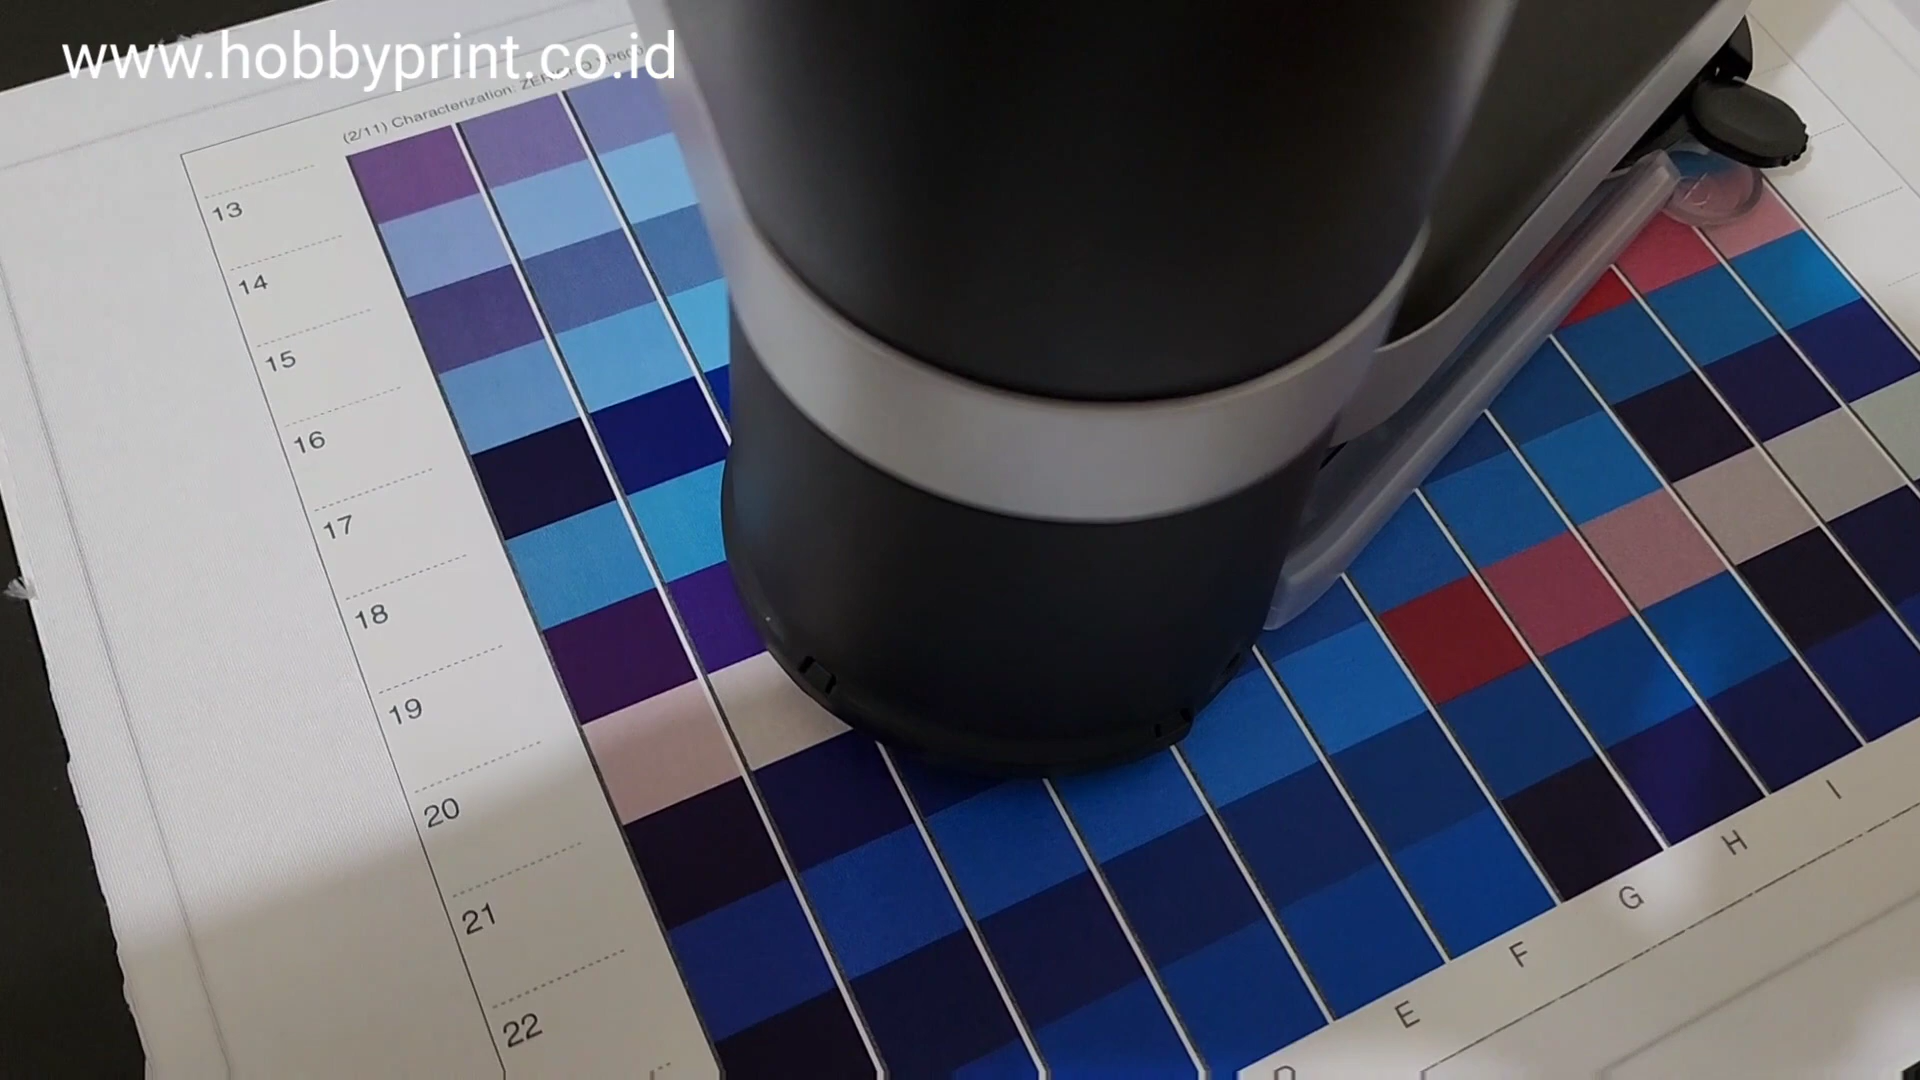 www.hobbyprint.co.id
(2/11) Characterization:
13
14
15
16
17
18
19
20
21
22
E
F
G
H
I